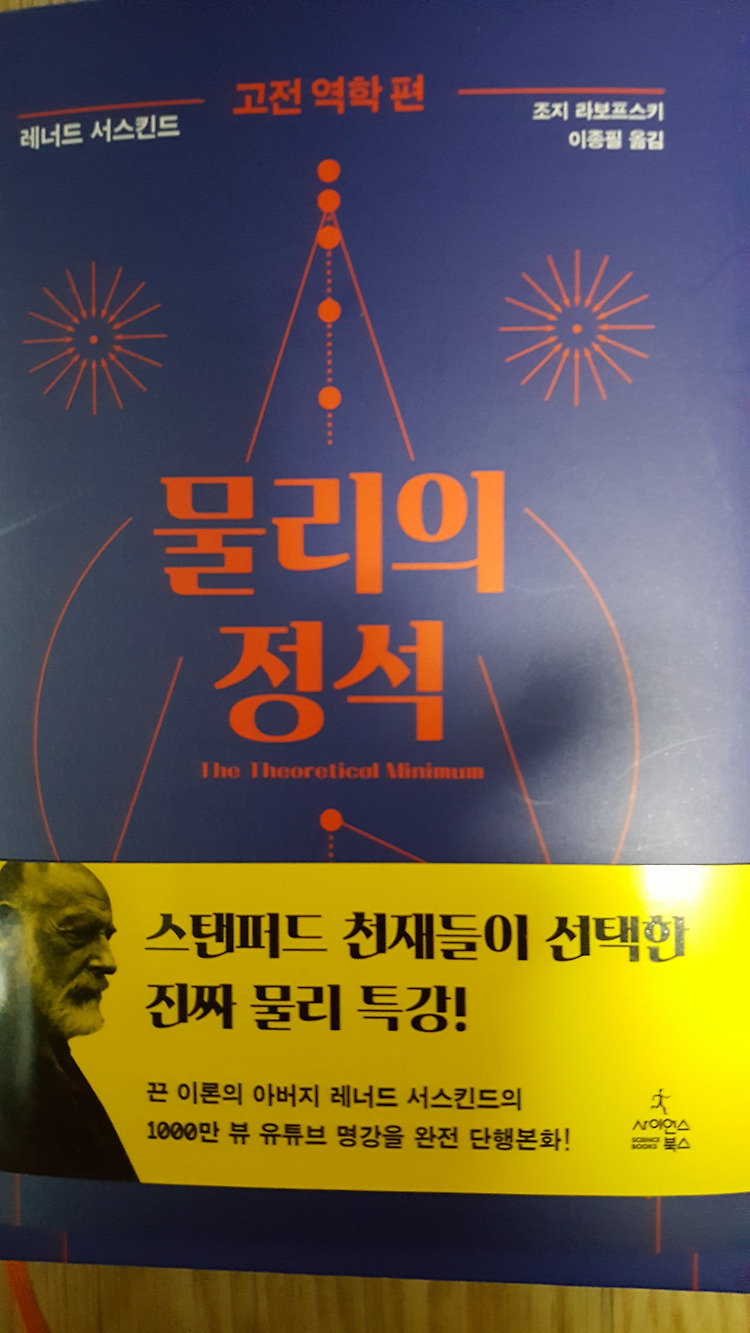 고전 역학 편
레너드 서스킨드
조지 라보프스키
이종필 옮김
물리의
정석
The Theoretical Minimum
스탠퍼드 천재들이 선택한
진짜 물리 특강!
끈 이론의 아버지 레너드 서스킨드의
1000만 뷰 유튜브 명강을 완전 단행본화!
사이언스
SCIENCE BOOKS 북스